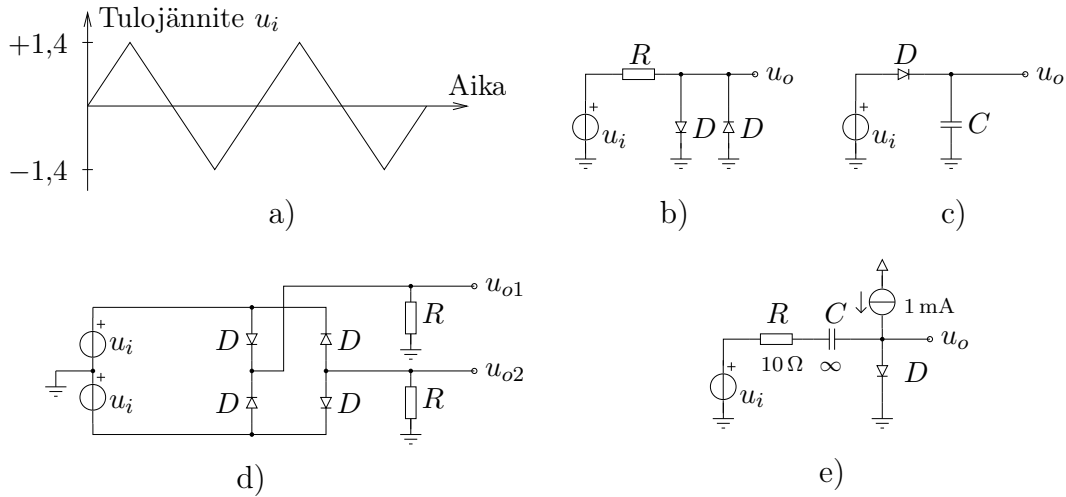 Tulojännite u_i
+1,4
Aika
−1,4
a)
R
u_o
+
u_i
D
D
b)
D
u_o
+
u_i
C
c)
u_o1
R
+
u_i
D
D
u_o2
+
u_i
D
D
R
d)
1 mA
R
C
u_o
10 Ω
∞
+
u_i
D
e)